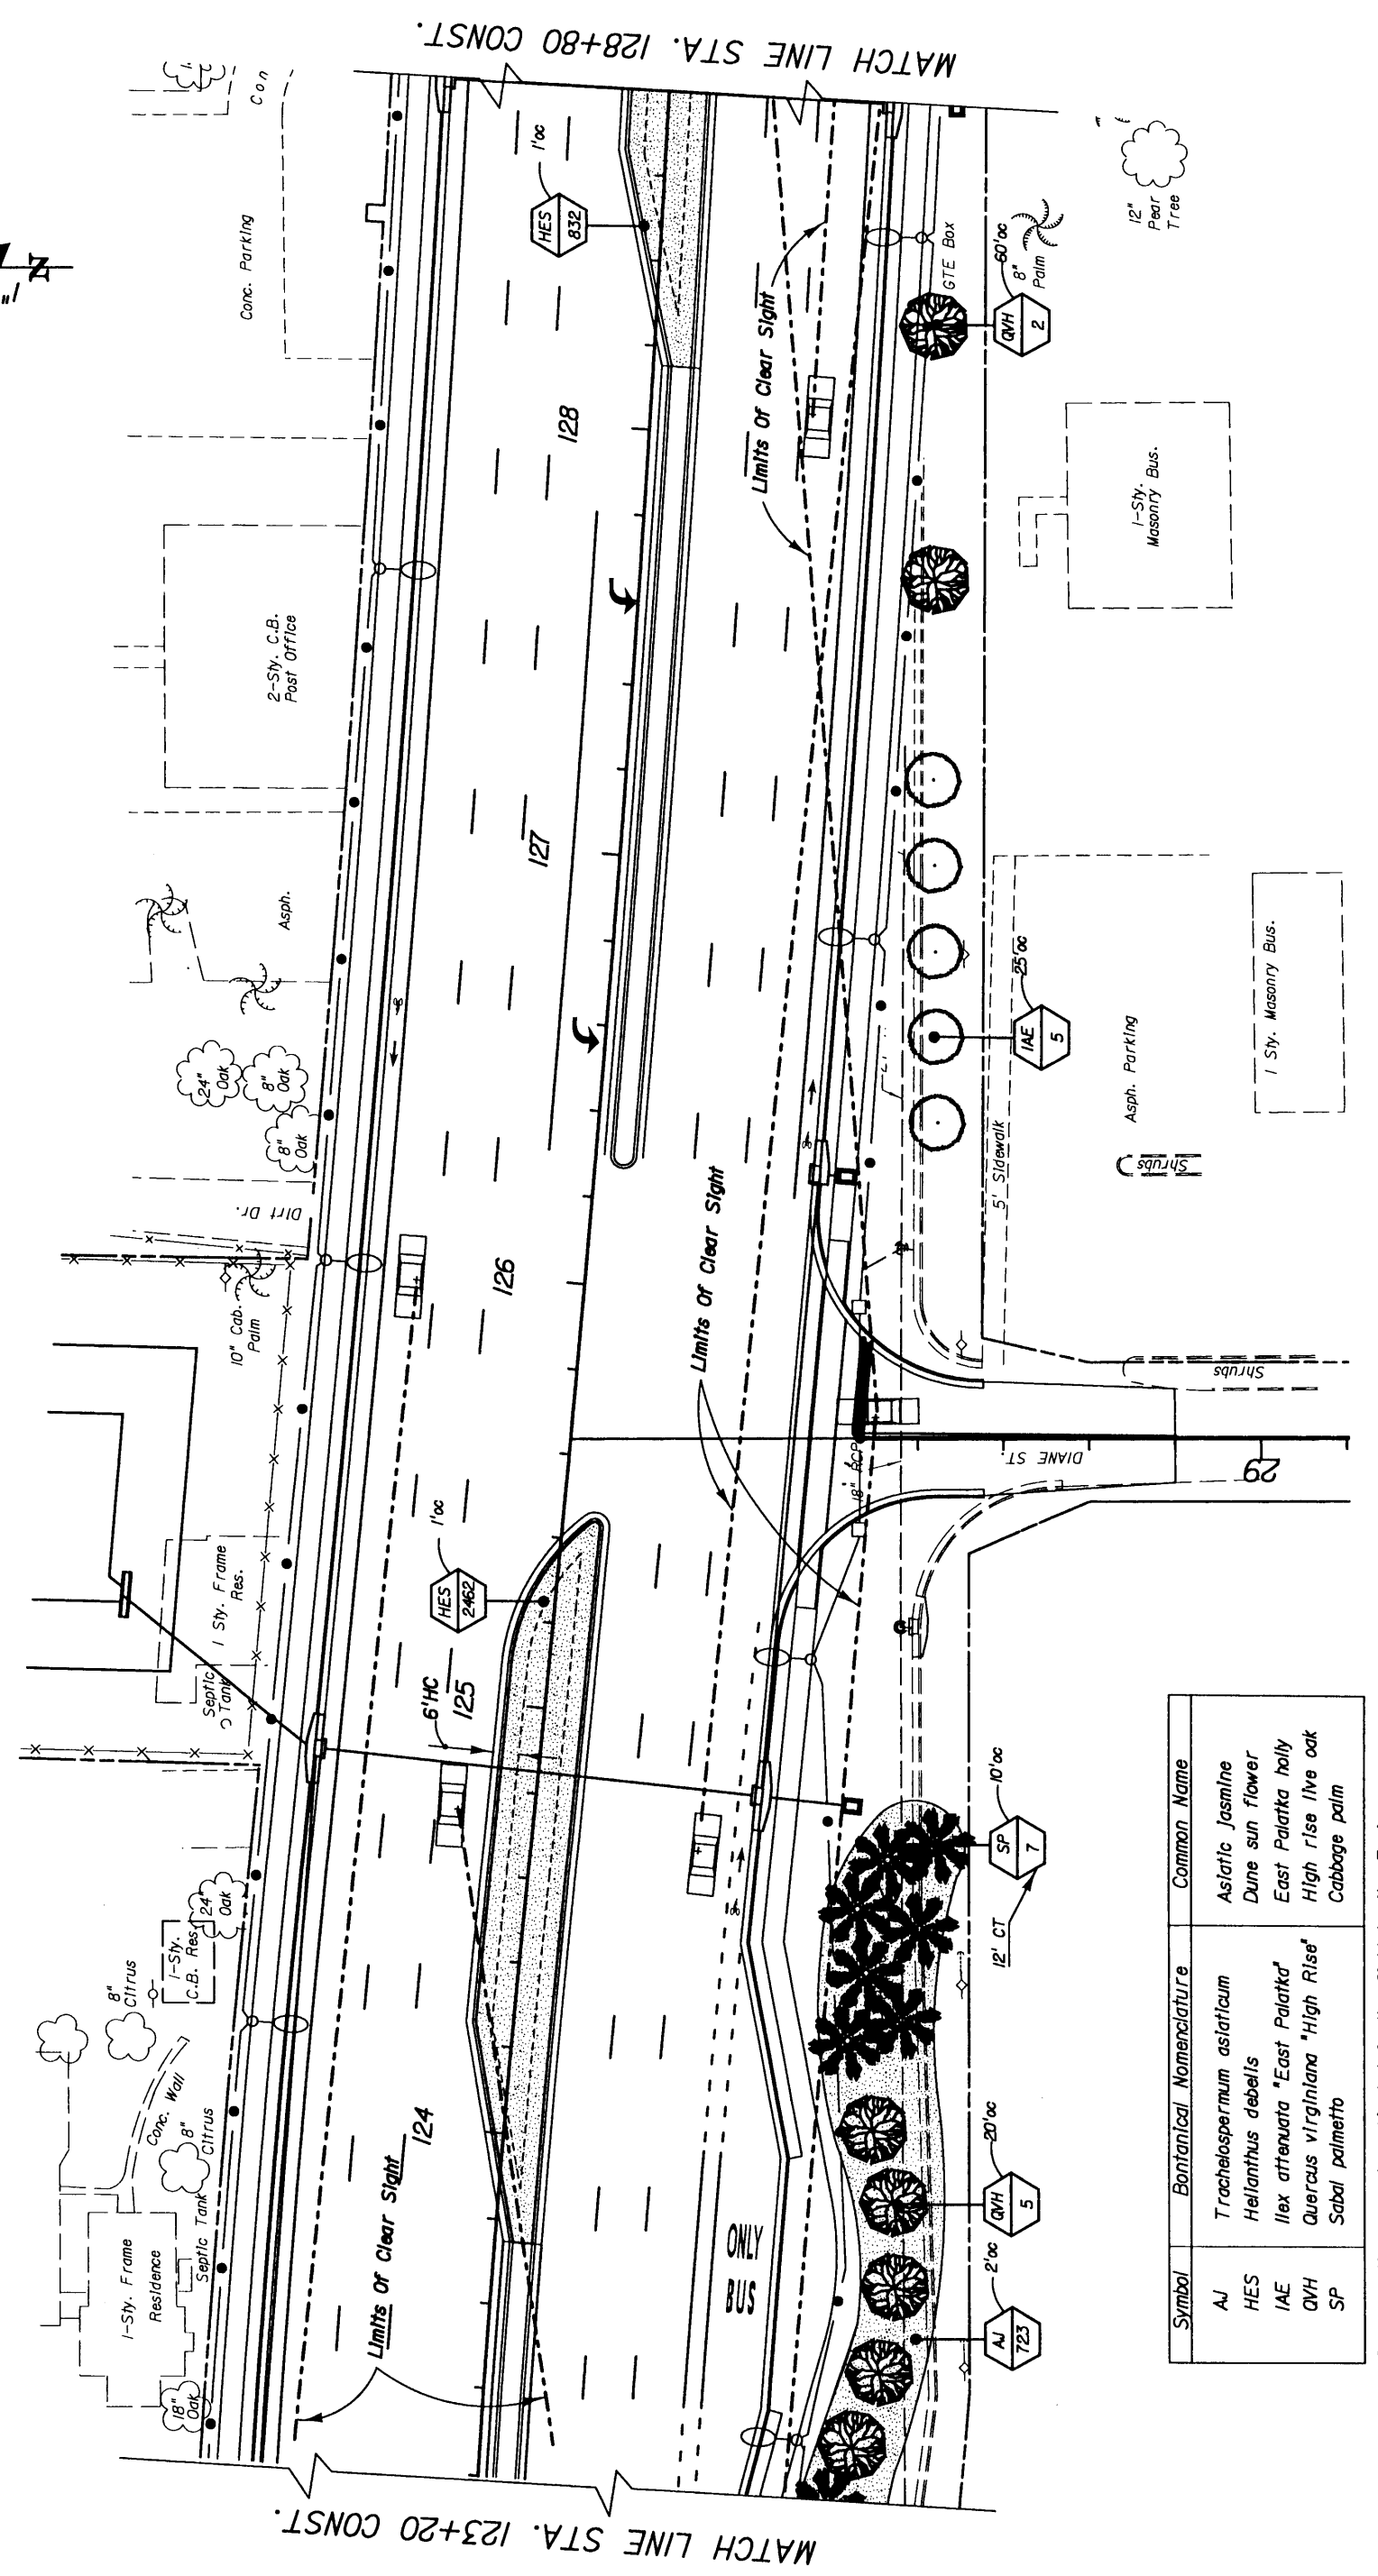 MATCH LINE STA. 128+80 CONST.
N
1"
Con
Conc. Parking
HES
832
1'oc
12"
Pear
Tree
GTE Box
8"
Palm
QVH
2
60'oc
Limits Of Clear Sight
128
1-Sty.
Masonry Bus.
2-Sty. C.B.
Post Office
127
Asph.
IAE
5
25'oc
1 Sty. Masonry Bus.
Asph. Parking
24"
Oak
8"
Oak
8"
Oak
Shrubs
5' Sidewalk
Dirt Dr.
Limits Of Clear Sight
126
10" Cab.
Palm
Shrubs
18" RCP
DIANE ST.
29
HES
2462
1'oc
1 Sty. Frame
Res.
Septic
Tank
6'HC
125
SP
7
10'oc
12' CT
24"
Oak
1-Sty.
C.B. Res.
8"
Citrus
Conc. Wall
8"
Citrus
124
Septic Tank
1-Sty. Frame
Residence
18"
Oak
Limits Of Clear Sight
ONLY
BUS
QVH
5
20'oc
AJ
723
2'oc
MATCH LINE STA. 123+20 CONST.
Symbol Bontanical Nomenclature Common Name
AJ Trachelospermum asiaticum Asiatic jasmine
HES Helianthus debelis Dune sun flower
IAE Ilex attenuata "East Palatka" East Palatka holly
QVH Quercus virginiana "High Rise" High rise live oak
SP Sabal palmetto Cabbage palm